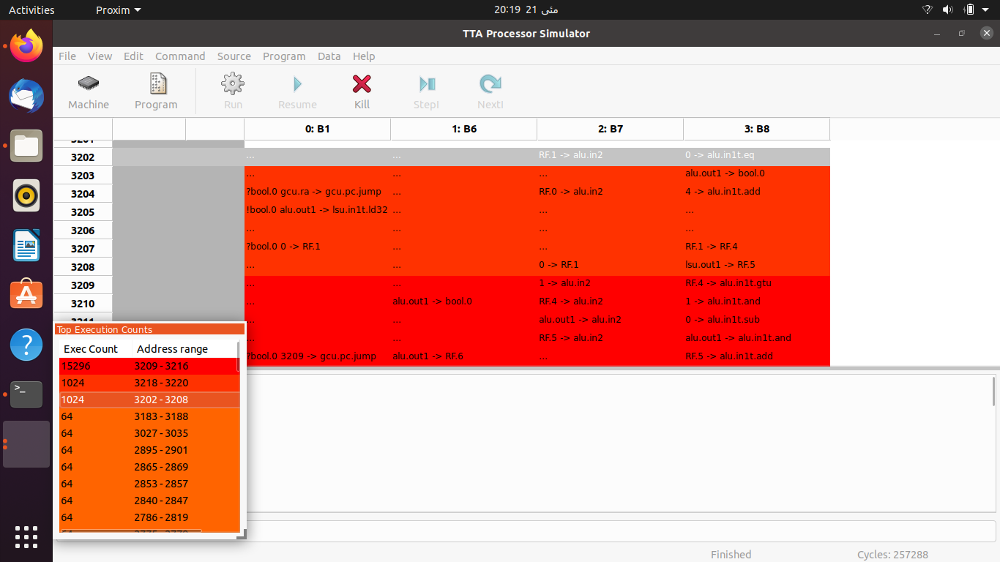 Activities Proxim 20:19 21 مئی
TTA Processor Simulator
File View Edit Command Source Program Data Help
Machine Program Run Resume Kill StepI NextI
0: B1 1: B6 2: B7 3: B8
3201
3202 ... ... RF.1 -> alu.in2 0 -> alu.in1t.eq
3203 ... ... ... alu.out1 -> bool.0
3204 ?bool.0 gcu.ra -> gcu.pc.jump ... RF.0 -> alu.in2 4 -> alu.in1t.add
3205 !bool.0 alu.out1 -> lsu.in1t.ld32 ... ... ...
3206 ... ... ... ...
3207 ?bool.0 0 -> RF.1 ... ... RF.1 -> RF.4
3208 ... ... 0 -> RF.1 lsu.out1 -> RF.5
3209 ... ... 1 -> alu.in2 RF.4 -> alu.in1t.gtu
3210 ... alu.out1 -> bool.0 RF.4 -> alu.in2 1 -> alu.in1t.and
3211 ... ... alu.out1 -> alu.in2 0 -> alu.in1t.sub
... ... RF.5 -> alu.in2 alu.out1 -> alu.in1t.and
?bool.0 3209 -> gcu.pc.jump alu.out1 -> RF.6 ... RF.5 -> alu.in1t.add
Top Execution Counts
Exec Count Address range
15296 3209 - 3216
1024 3218 - 3220
1024 3202 - 3208
64 3183 - 3188
64 3027 - 3035
64 2895 - 2901
64 2865 - 2869
64 2853 - 2857
64 2840 - 2847
64 2786 - 2819
Finished Cycles: 257288